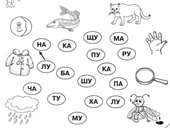 ЩУ МА
НА КА ПУ РУ
ЛУ БА КА
ШУ ПА
ЧА ТУ ХА ЛУ
МУ